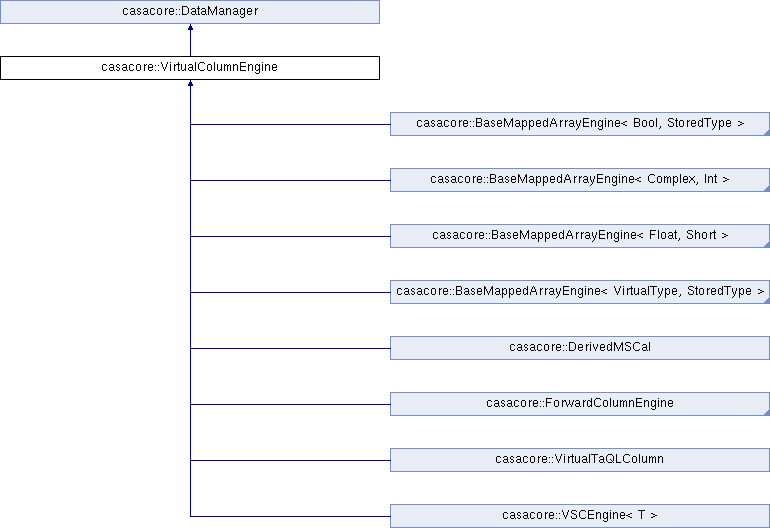 casacore::DataManager
casacore::VirtualColumnEngine
casacore::BaseMappedArrayEngine< Bool, StoredType >
casacore::BaseMappedArrayEngine< Complex, Int >
casacore::BaseMappedArrayEngine< Float, Short >
casacore::BaseMappedArrayEngine< VirtualType, StoredType >
casacore::DerivedMSCal
casacore::ForwardColumnEngine
casacore::VirtualTaQLColumn
casacore::VSCEngine< T >